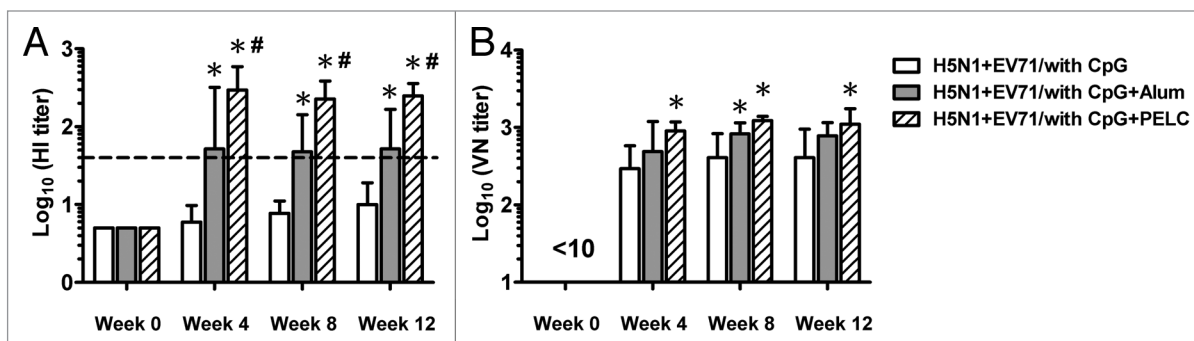 A
Log10 (HI titer)
3
2
1
0
* * # * * # * * #
Week 0 Week 4 Week 8 Week 12
B
Log10 (VN titer)
4
3
2
1
<10
* * * *
Week 0 Week 4 Week 8 Week 12
H5N1+EV71/with CpG
H5N1+EV71/with CpG+Alum
H5N1+EV71/with CpG+PELC